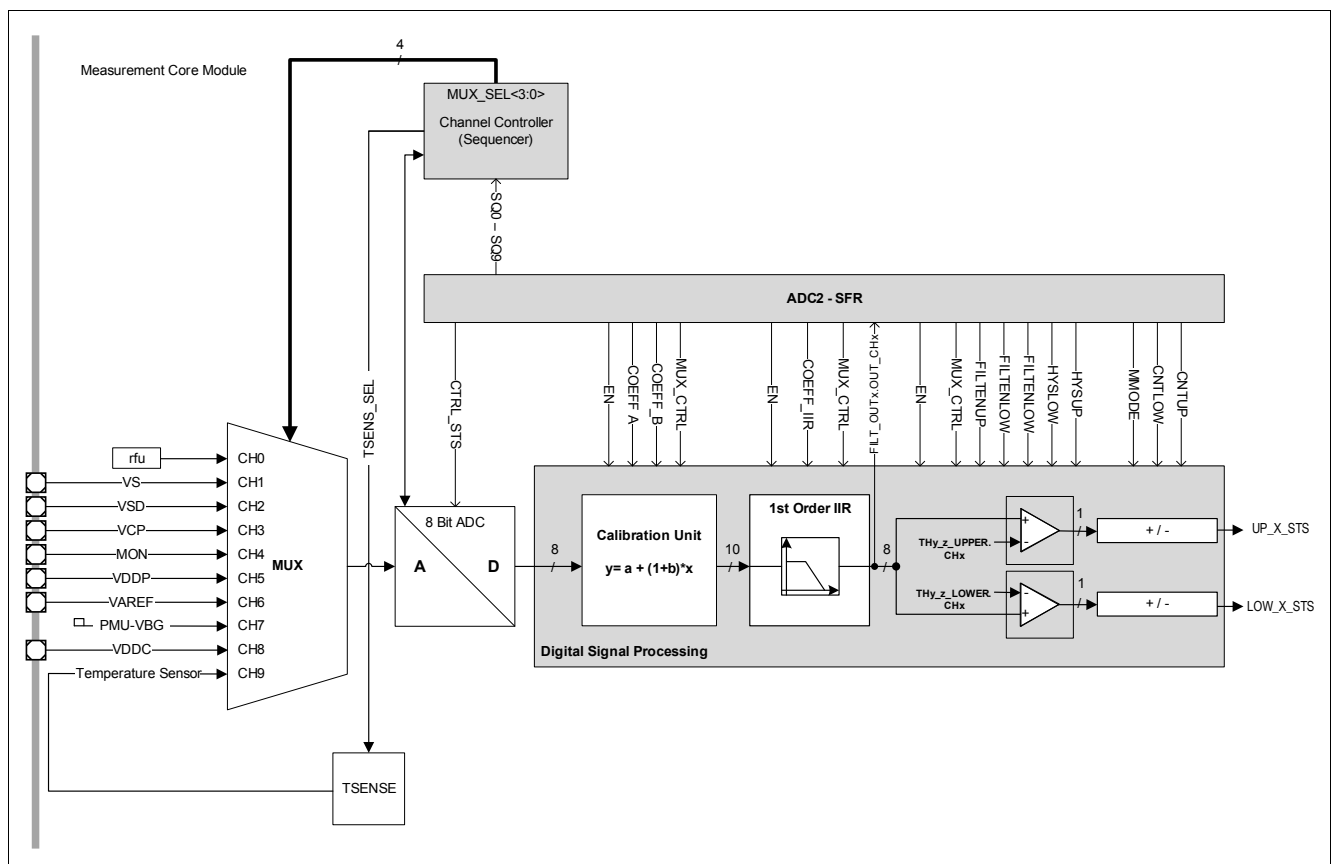 4
Measurement Core Module
MUX_SEL<3:0>
Channel Controller
(Sequencer)
SQ0 – SQ9
TSENS_SEL
ADC2 - SFR
CTRL_STS
EN
COEFF_A
COEFF_B
MUX_CTRL
EN
COEFF_IIR
MUX_CTRL
FILT_OUTx.OUT_CHx
EN
MUX_CTRL
FILTENUP
FILTENLOW
FILTENLOW
HYSLOW
HYSUP
MMODE
CNTLOW
CNTUP
rfu CH0
VS CH1
VSD CH2
VCP CH3
MON CH4
VDDP CH5
VAREF CH6
PMU-VBG CH7
VDDC CH8
Temperature Sensor CH9
MUX
8 Bit ADC
A D
8
Calibration Unit
y= a + (1+b)*x
10
1st Order IIR
8
+
-
THy_z_UPPER.
CHx
1
+ / -
UP_X_STS
THy_z_LOWER.
CHx
-
+
1
+ / -
LOW_X_STS
Digital Signal Processing
TSENSE